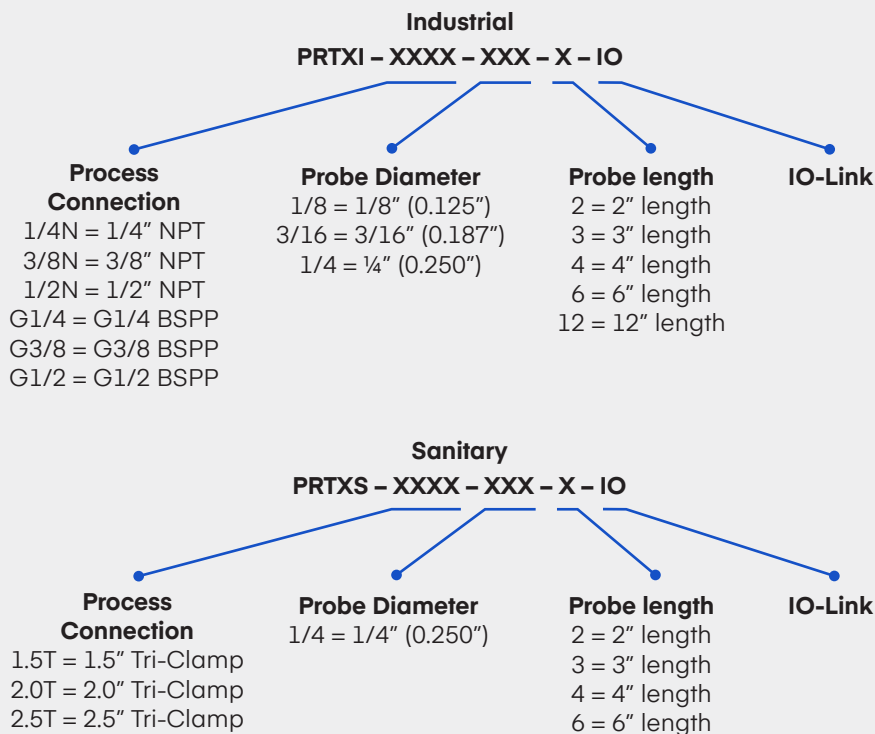 Industrial
PRTXI – XXXX – XXX – X – IO
Process
Connection
1/4N = 1/4” NPT
3/8N = 3/8” NPT
1/2N = 1/2” NPT
G1/4 = G1/4 BSPP
G3/8 = G3/8 BSPP
G1/2 = G1/2 BSPP
Probe Diameter
1/8 = 1/8” (0.125”)
3/16 = 3/16” (0.187”)
1/4 = ¼” (0.250”)
Probe length
2 = 2” length
3 = 3” length
4 = 4” length
6 = 6” length
12 = 12” length
IO-Link
Sanitary
PRTXS – XXXX – XXX – X – IO
Process
Connection
1.5T = 1.5” Tri-Clamp
2.0T = 2.0” Tri-Clamp
2.5T = 2.5” Tri-Clamp
Probe Diameter
1/4 = 1/4” (0.250”)
Probe length
2 = 2” length
3 = 3” length
4 = 4” length
6 = 6” length
IO-Link